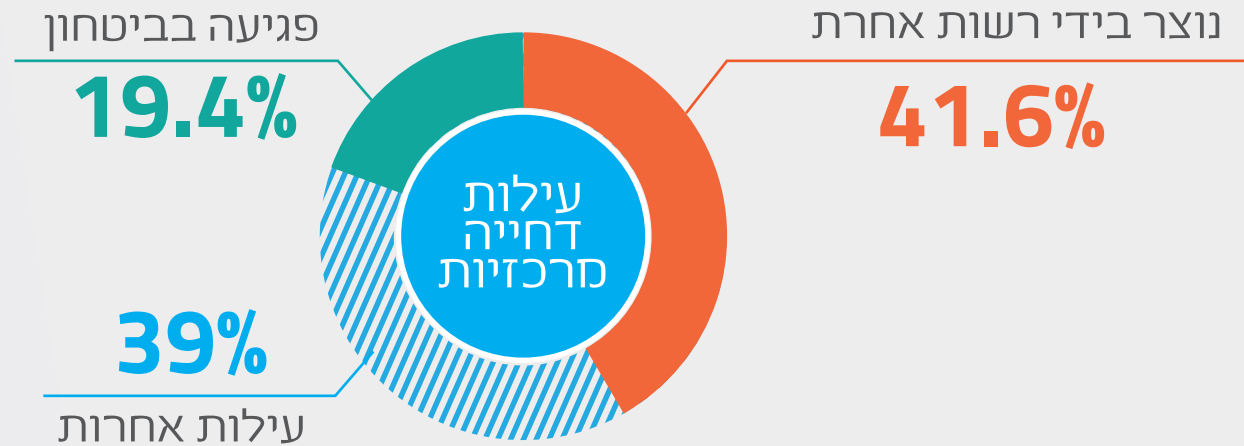 נוצר בידי רשות אחרת
41.6%
פגיעה בביטחון
19.4%
עילות
דחייה
מרכזיות
39%
עילות אחרות